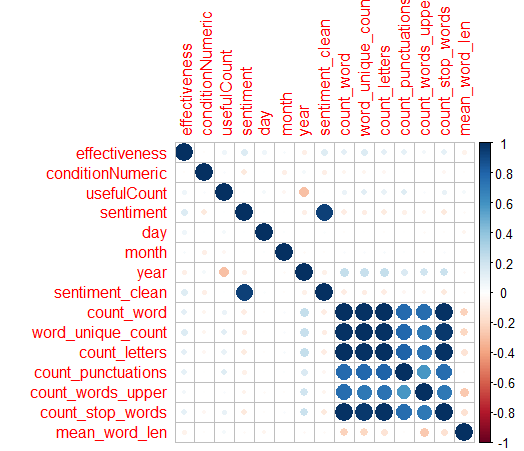 effectiveness
conditionNumeric
usefulCount
sentiment
day
month
year
sentiment_clean
count_word
word_unique_coun
count_letters
count_punctuations
count_words_uppe
count_stop_words
mean_word_len
effectiveness
conditionNumeric
usefulCount
sentiment
day
month
year
sentiment_clean
count_word
word_unique_count
count_letters
count_punctuations
count_words_upper
count_stop_words
mean_word_len
1
0.8
0.6
0.4
0.2
0
-0.2
-0.4
-0.6
-0.8
-1